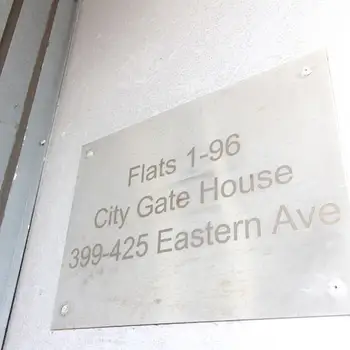 Flats 1-96
City Gate House
399-425 Eastern Ave